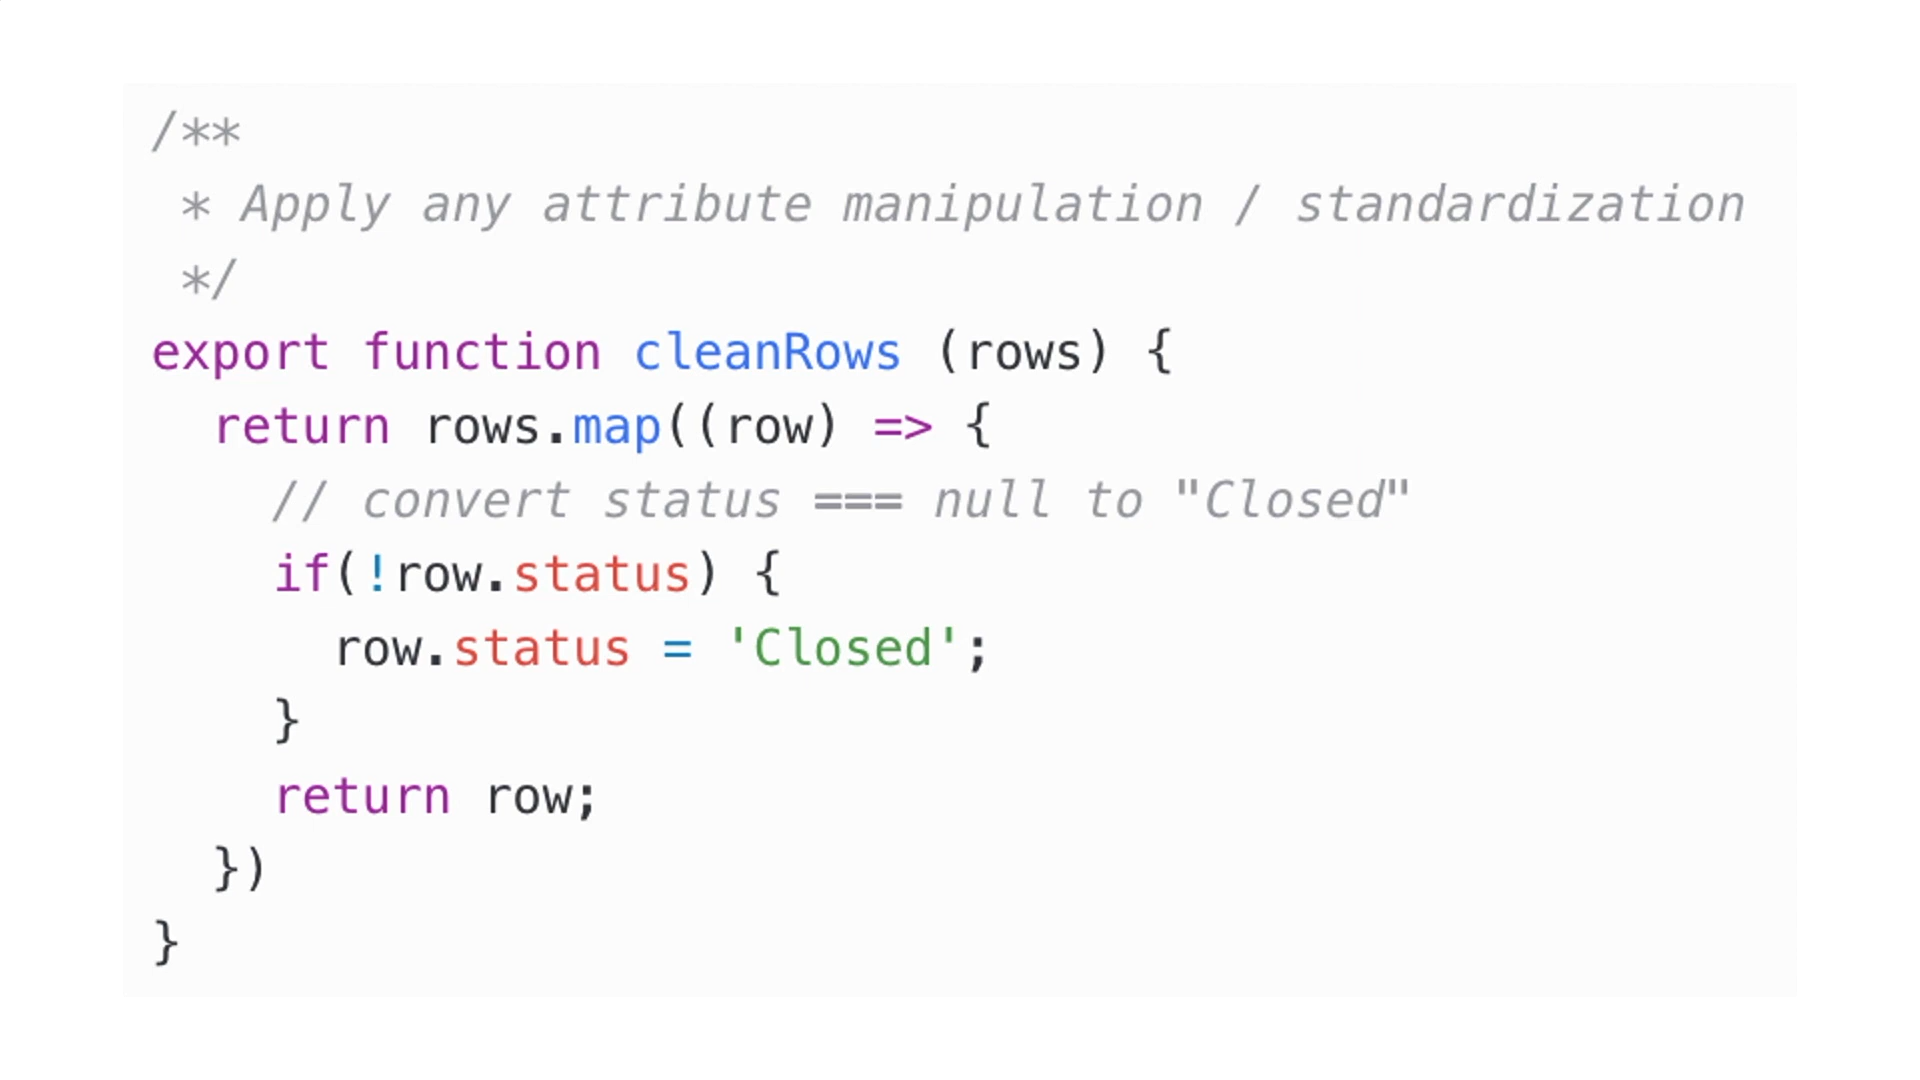 /**
 * Apply any attribute manipulation / standardization
 */
export function cleanRows (rows) {
  return rows.map((row) => {
    // convert status === null to "Closed"
    if(!row.status) {
      row.status = 'Closed';
    }
    return row;
  })
}